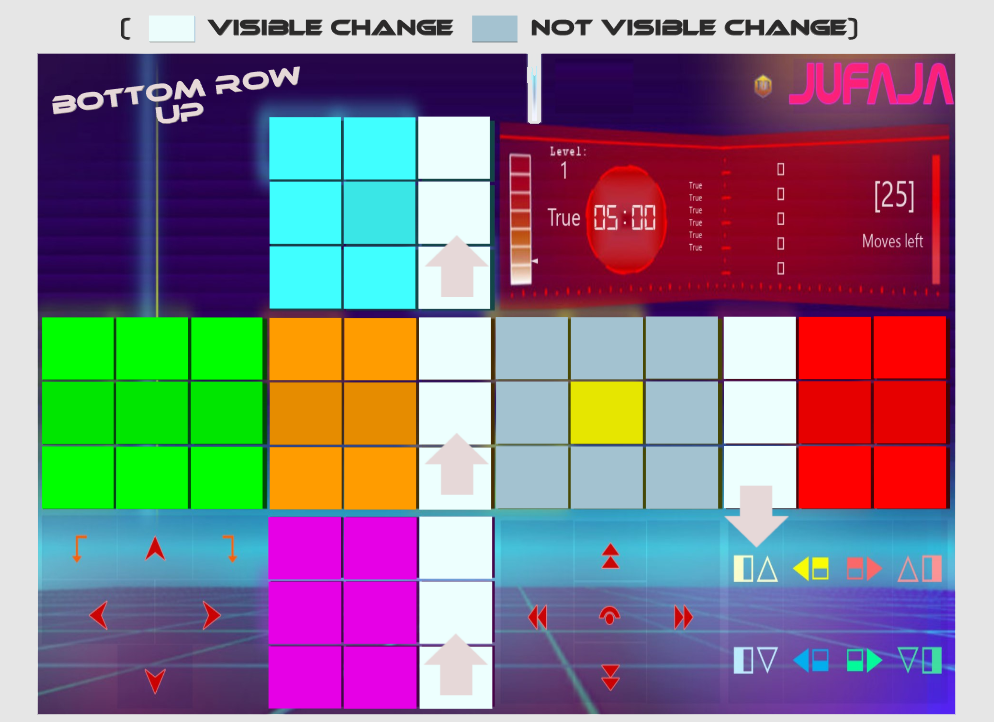 ( VISIBLE CHANGE NOT VISIBLE CHANGE)
BOTTOM ROW
UP
JUFAJA
Level:
1
True
05:00
True
True
True
True
True
True
[25]
Moves left